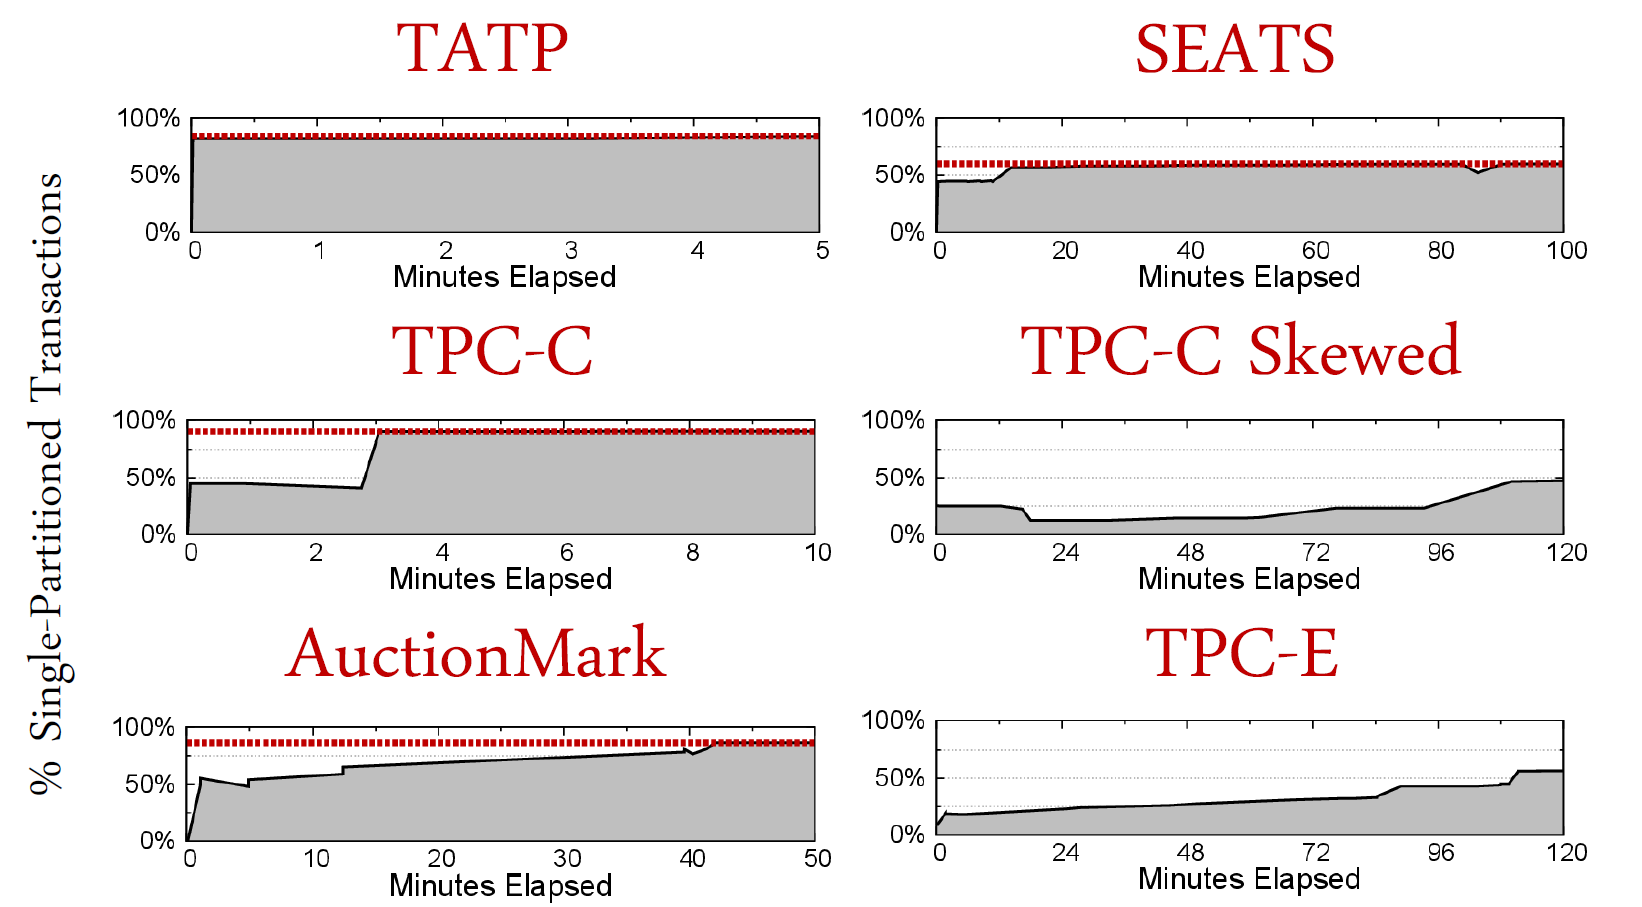 % Single-Partitioned Transactions
TATP
100%
50%
0%
0 1 2 3 4 5
Minutes Elapsed
SEATS
100%
50%
0%
0 20 40 60 80 100
Minutes Elapsed
TPC-C
100%
50%
0%
0 2 4 6 8 10
Minutes Elapsed
TPC-C Skewed
100%
50%
0%
0 24 48 72 96 120
Minutes Elapsed
AuctionMark
100%
50%
0%
0 10 20 30 40 50
Minutes Elapsed
TPC-E
100%
50%
0%
0 24 48 72 96 120
Minutes Elapsed